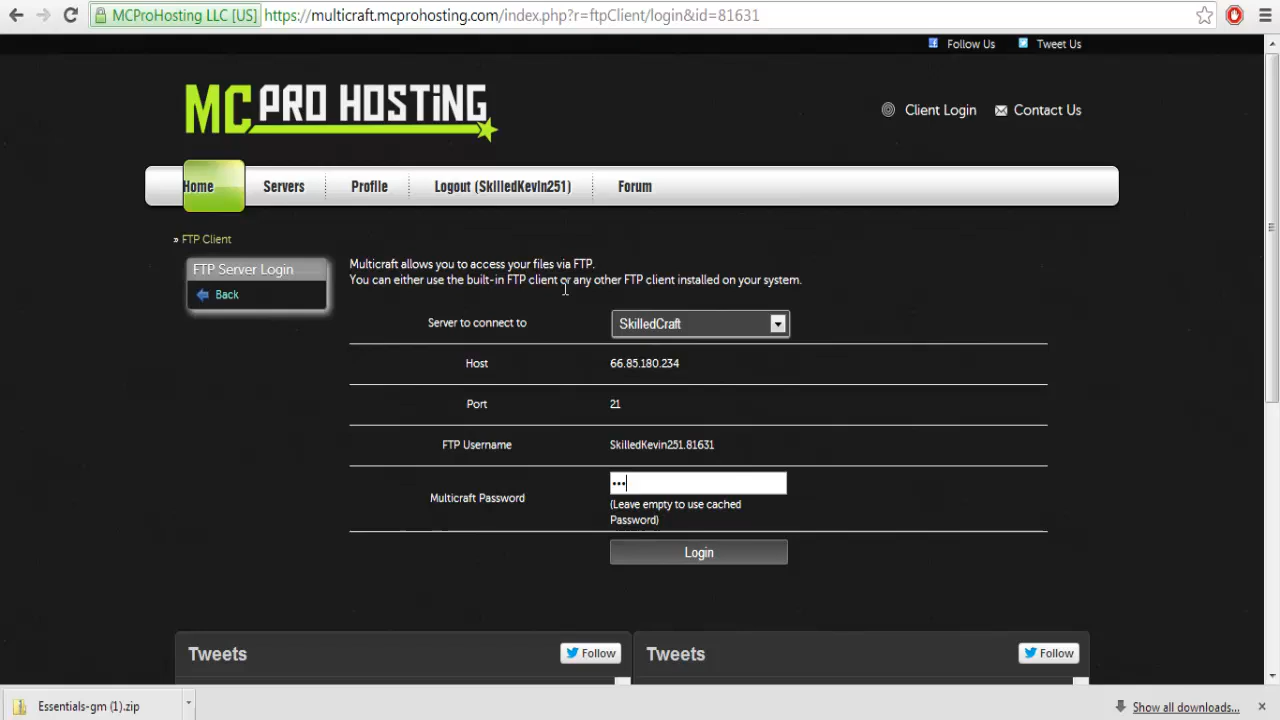 MCProHosting LLC [US] https://multicraft.mcprohosting.com/index.php?r=ftpClient/login&id=81631
Follow Us Tweet Us
MC PRO HOSTiNG
Client Login Contact Us
Home Servers Profile Logout (SkilledKevin251) Forum
» FTP Client
FTP Server Login
Back
Multicraft allows you to access your files via FTP.
You can either use the built-in FTP client or any other FTP client installed on your system.
Server to connect to SkilledCraft
Host 66.85.180.234
Port 21
FTP Username SkilledKevin251.81631
Multicraft Password •••
(Leave empty to use cached
Password)
Login
Tweets Follow Tweets Follow
Essentials-gm (1).zip Show all downloads...